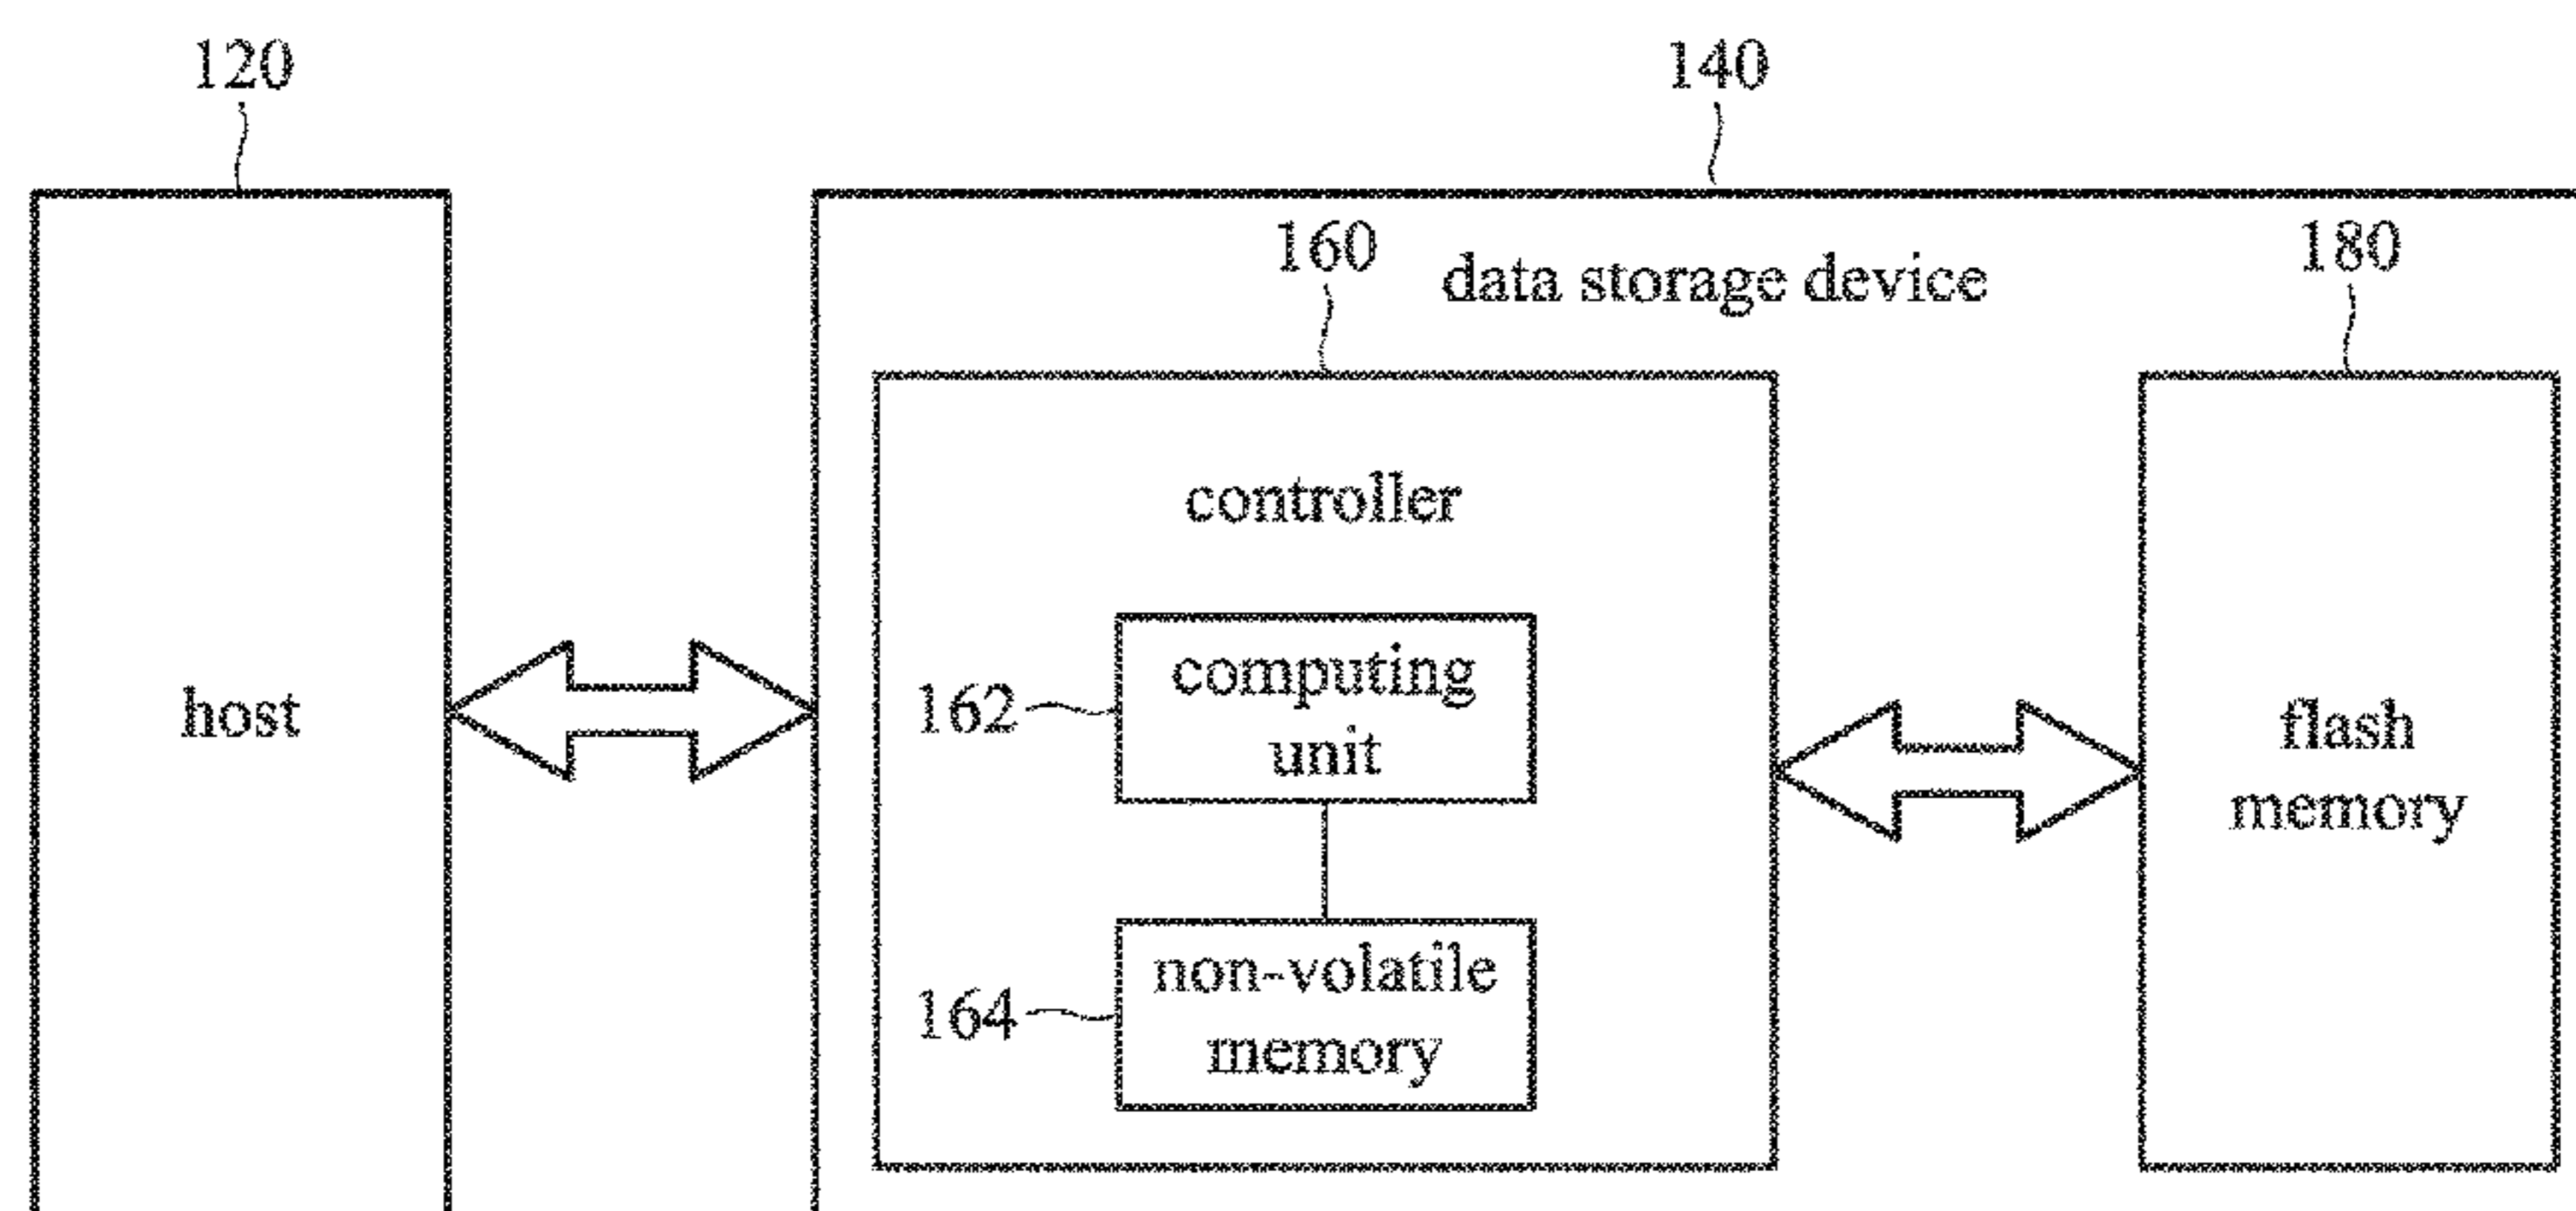 120
140
160
data storage device
180
controller
162
computing
unit
host
flash
memory
164
non-volatile
memory